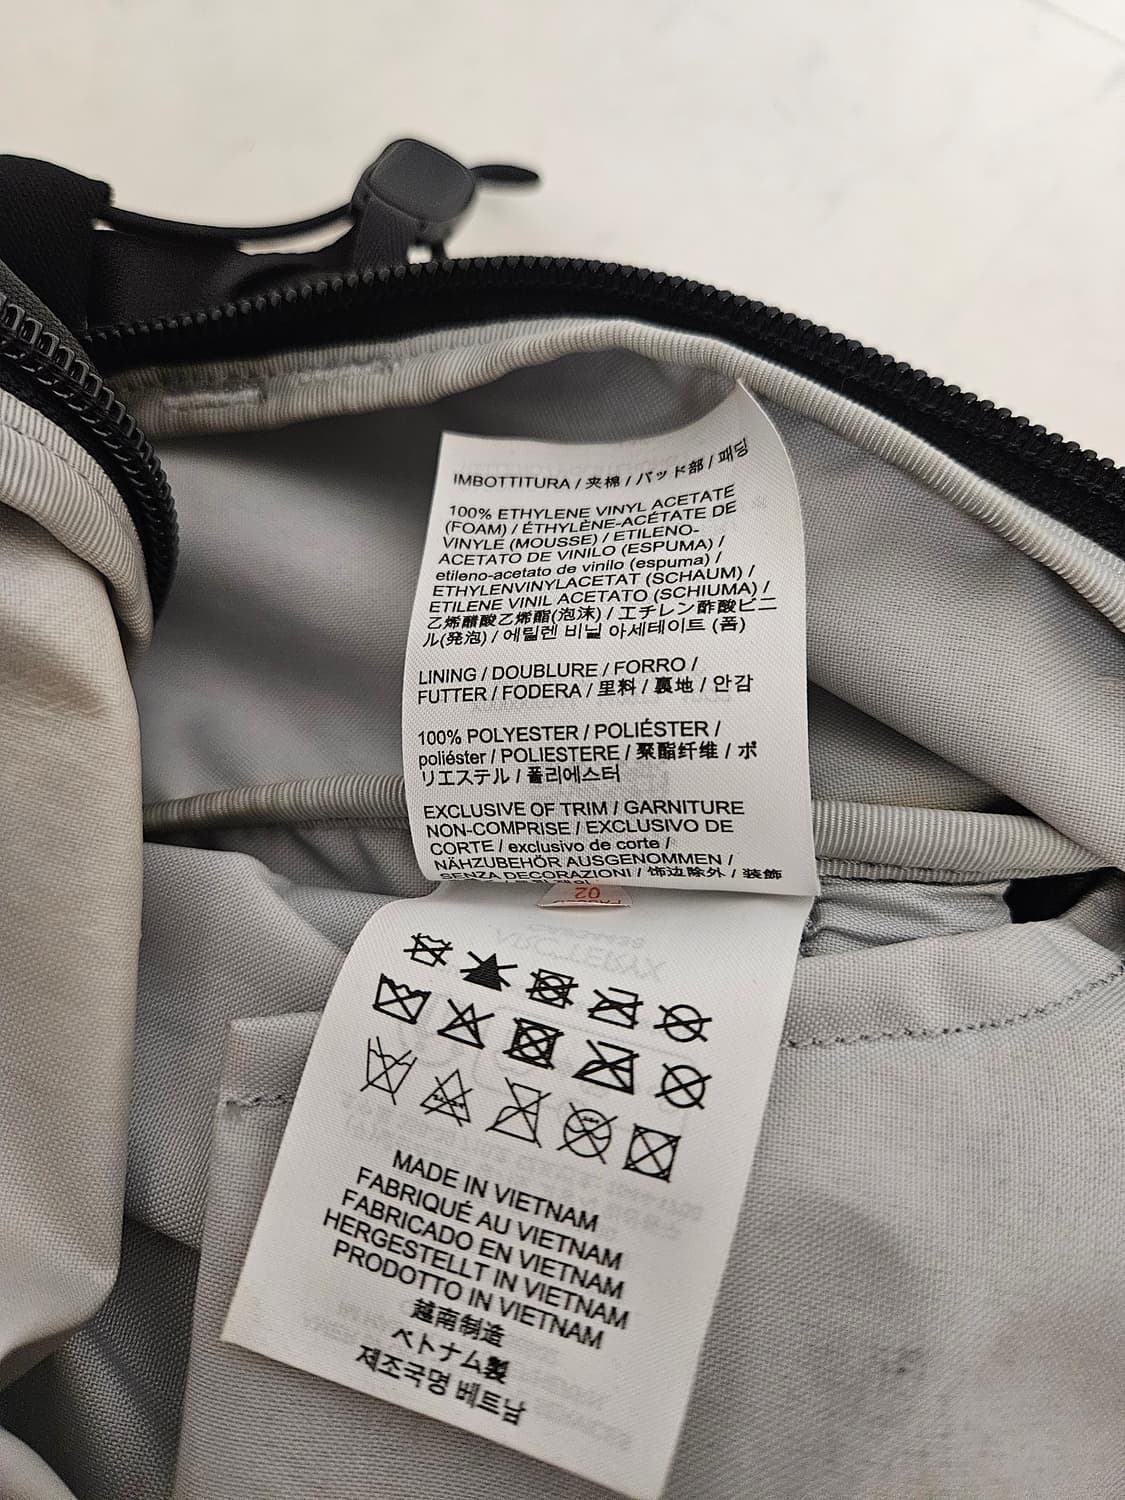 IMBOTTITURA / 夹棉 / パッド部 / 패딩
100% ETHYLENE VINYL ACETATE
(FOAM) / ÉTHYLÈNE-ACÉTATE DE
VINYLE (MOUSSE) / ETILENO-
ACETATO DE VINILO (ESPUMA) /
etileno-acetato de vinilo (espuma) /
ETHYLENVINYLACETAT (SCHAUM) /
ETILENE VINIL ACETATO (SCHIUMA) /
乙烯醋酸乙烯酯(泡沫) / エチレン酢酸ビニ
ル(発泡) / 에틸렌 비닐 아세테이트 (폼)
LINING / DOUBLURE / FORRO /
FUTTER / FODERA / 里料 / 裏地 / 안감
100% POLYESTER / POLIÉSTER /
poliéster / POLIESTERE / 聚酯纤维 / ポ
リエステル / 폴리에스터
EXCLUSIVE OF TRIM / GARNITURE
NON-COMPRISE / EXCLUSIVO DE
CORTE / exclusivo de corte /
NÄHZUBEHÖR AUSGENOMMEN /
SENZA DECORAZIONI / 饰边除外 / 装飾
02
ARC'TERYX
MADE IN VIETNAM
FABRIQUÉ AU VIETNAM
FABRICADO EN VIETNAM
HERGESTELLT IN VIETNAM
PRODOTTO IN VIETNAM
越南制造
ベトナム製
제조국명 베트남